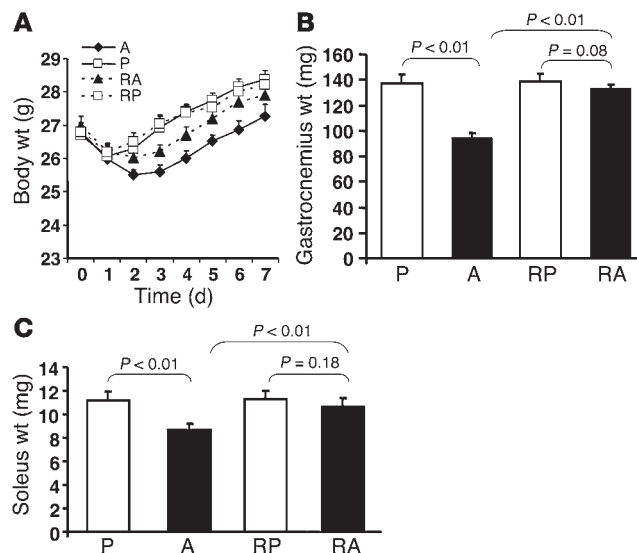 A
A
P
RA
RP
Body wt (g)
29
28
27
26
25
24
23
0 1 2 3 4 5 6 7
Time (d)
B
P < 0.01
P < 0.01
P = 0.08
Gastrocnemius wt (mg)
160
140
120
100
80
60
40
20
0
P A RP RA
C
P < 0.01
P < 0.01
P = 0.18
Soleus wt (mg)
14
12
10
8
6
4
2
0
P A RP RA